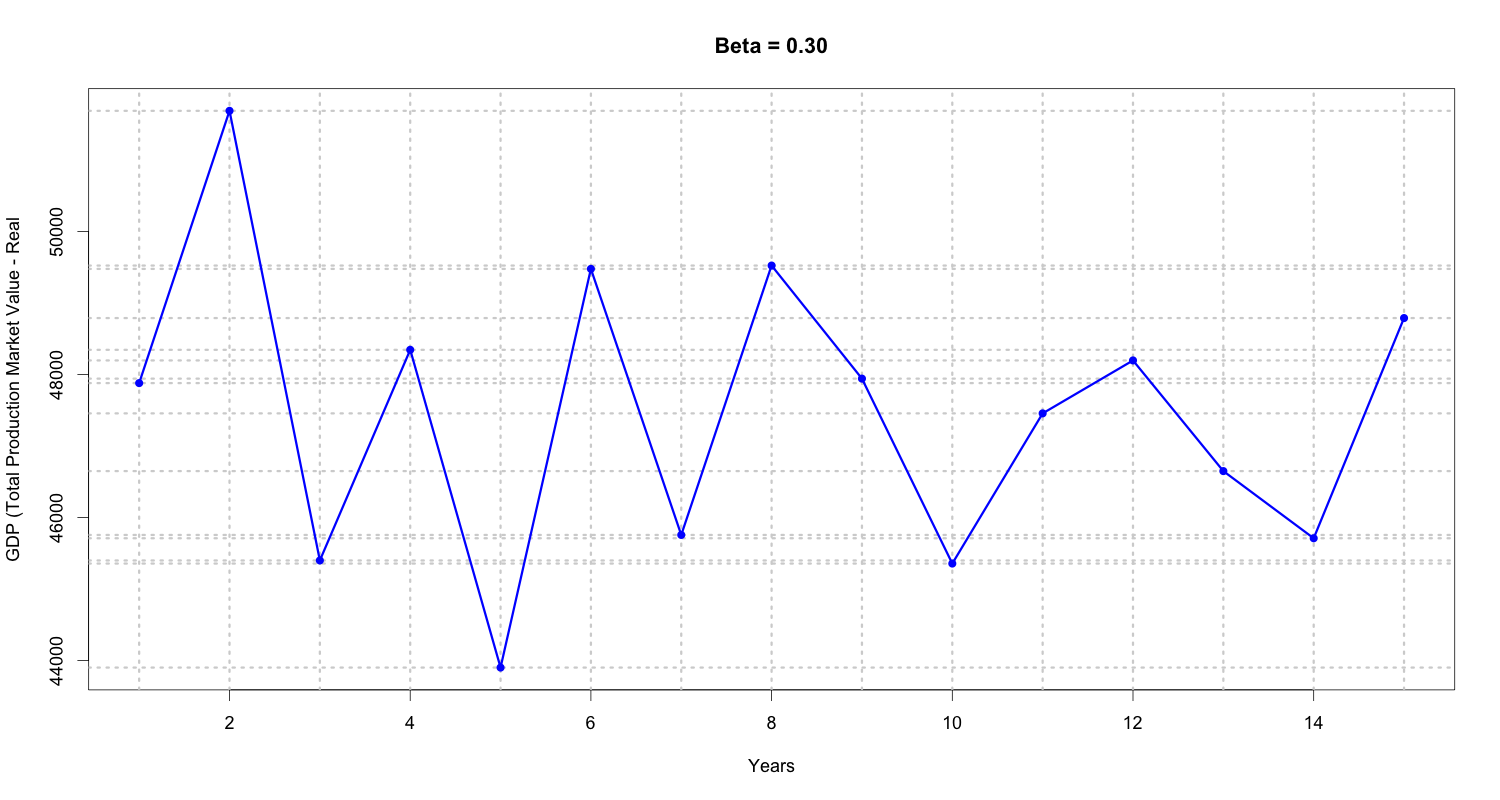 Beta = 0.30
GDP (Total Production Market Value - Real
50000
48000
46000
44000
2 4 6 8 10 12 14
Years